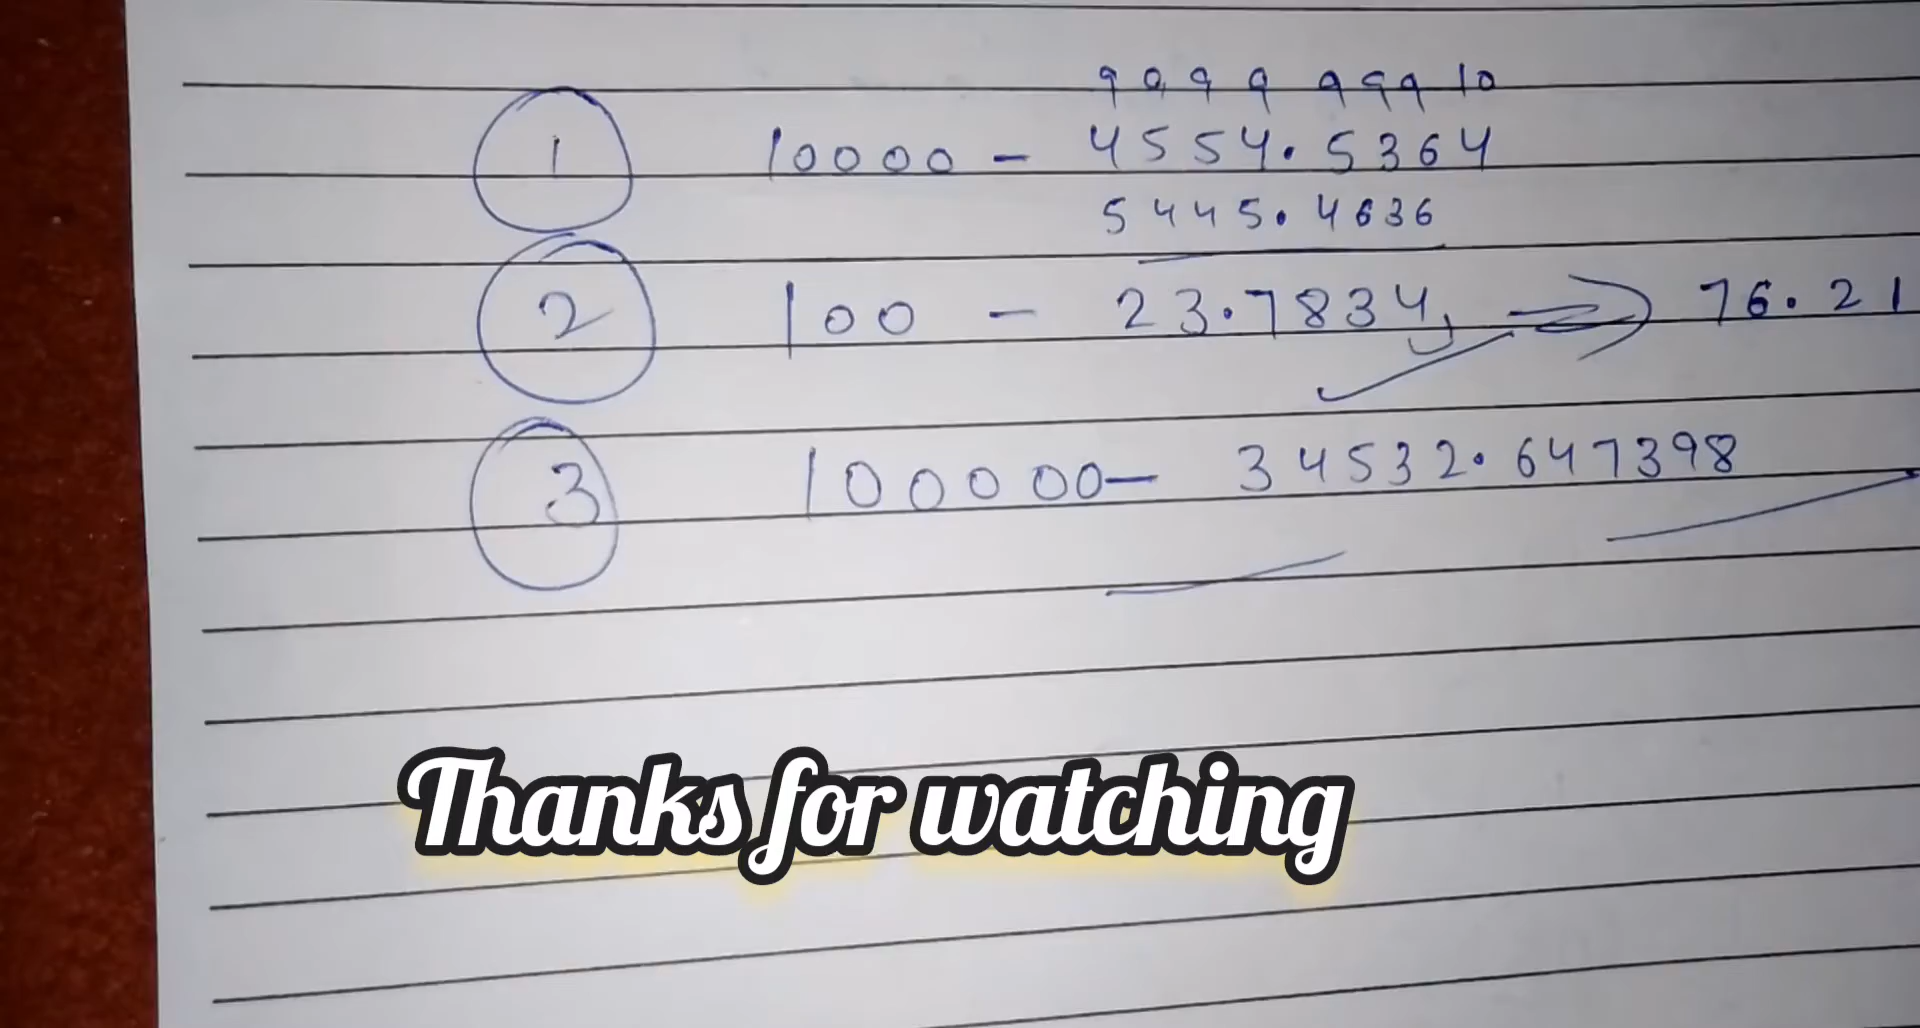 9 9 9 9 9 9 9 10
1 10000 - 4554.5364
5445.4636
2 100 - 23.7834 ⇒ 76.21
3 100000 - 34532.647398
Thanks for watching